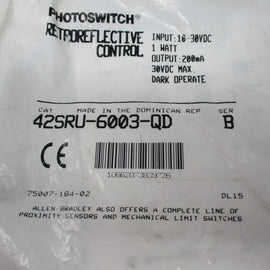 PHOTOSWITCH®
RETROREFLECTIVE
CONTROL
INPUT:10-30VDC
1 WATT
OUTPUT:200mA
30VDC MAX.
DARK OPERATE
CAT MADE IN THE DOMINICAN REP SER
42SRU-6003-QD B
CE
75007-184-02 DL15
ALLEN-BRADLEY ALSO OFFERS A COMPLETE LINE OF
PROXIMITY SENSORS AND MECHANICAL LIMIT SWITCHES